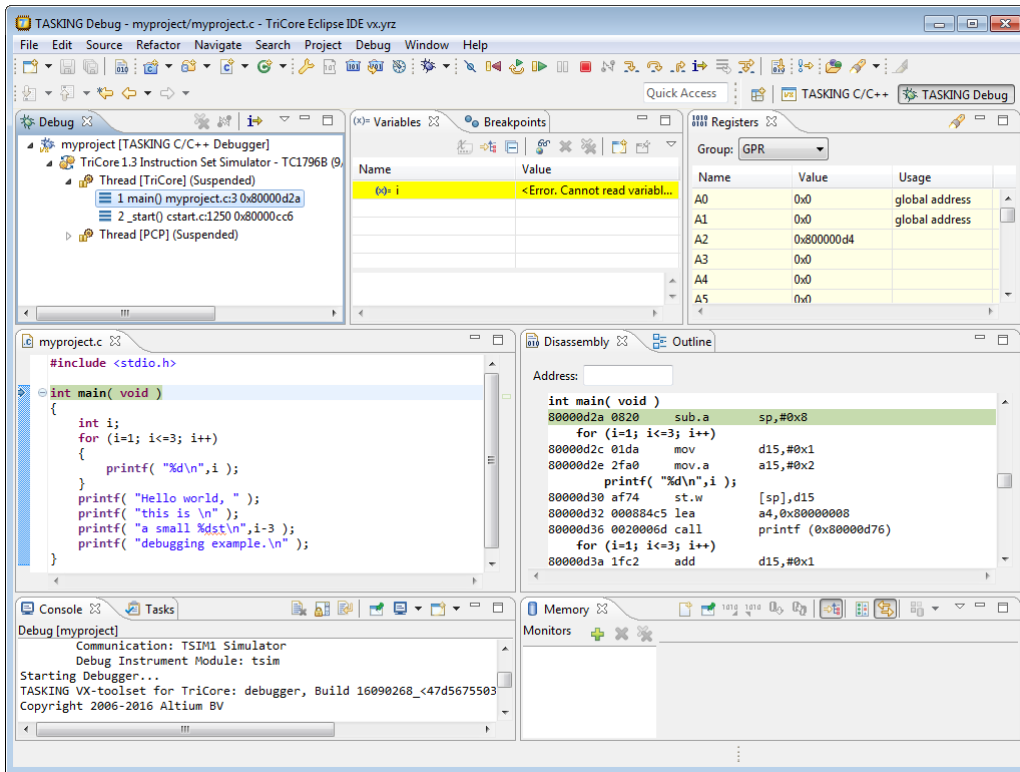 TASKING Debug - myproject/myproject.c - TriCore Eclipse IDE vx.yrz
File Edit Source Refactor Navigate Search Project Debug Window Help
Quick Access
TASKING C/C++
TASKING Debug
Debug
myproject [TASKING C/C++ Debugger]
TriCore 1.3 Instruction Set Simulator - TC1796B (9/
Thread [TriCore] (Suspended)
1 main() myproject.c:3 0x80000d2a
2 _start() cstart.c:1250 0x80000cc6
Thread [PCP] (Suspended)
(x)= Variables
Breakpoints
Name Value
(x)= i <Error. Cannot read variabl...
Registers
Group: GPR
Name Value Usage
A0 0x0 global address
A1 0x0 global address
A2 0x800000d4
A3 0x0
A4 0x0
A5 0x0
myproject.c
#include <stdio.h>
int main( void )
{
int i;
for (i=1; i<=3; i++)
{
printf( "%d\n",i );
}
printf( "Hello world, " );
printf( "this is \n" );
printf( "a small %dst\n",i-3 );
printf( "debugging example.\n" );
}
Disassembly
Outline
Address:
int main( void )
80000d2a 0820 sub.a sp,#0x8
for (i=1; i<=3; i++)
80000d2c 01da mov d15,#0x1
80000d2e 2fa0 mov.a a15,#0x2
printf( "%d\n",i );
80000d30 af74 st.w [sp],d15
80000d32 000884c5 lea a4,0x80000008
80000d36 0020006d call printf (0x80000d76)
for (i=1; i<=3; i++)
80000d3a 1fc2 add d15,#0x1
Console
Tasks
Debug [myproject]
Communication: TSIM1 Simulator
Debug Instrument Module: tsim
Starting Debugger...
TASKING VX-toolset for TriCore: debugger, Build 16090268_<47d5675503
Copyright 2006-2016 Altium BV
Memory
Monitors